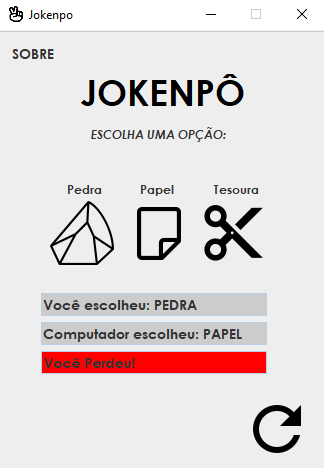 Jokenpo
SOBRE
JOKENPÔ
ESCOLHA UMA OPÇÃO:
Pedra Papel Tesoura
Você escolheu: PEDRA
Computador escolheu: PAPEL
Você Perdeu!